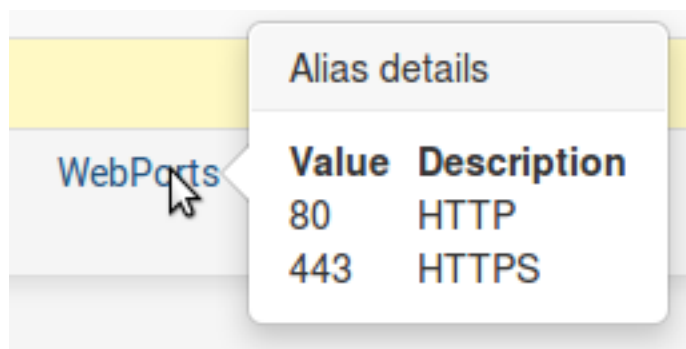 Alias details
WebPorts
Value Description
80 HTTP
443 HTTPS